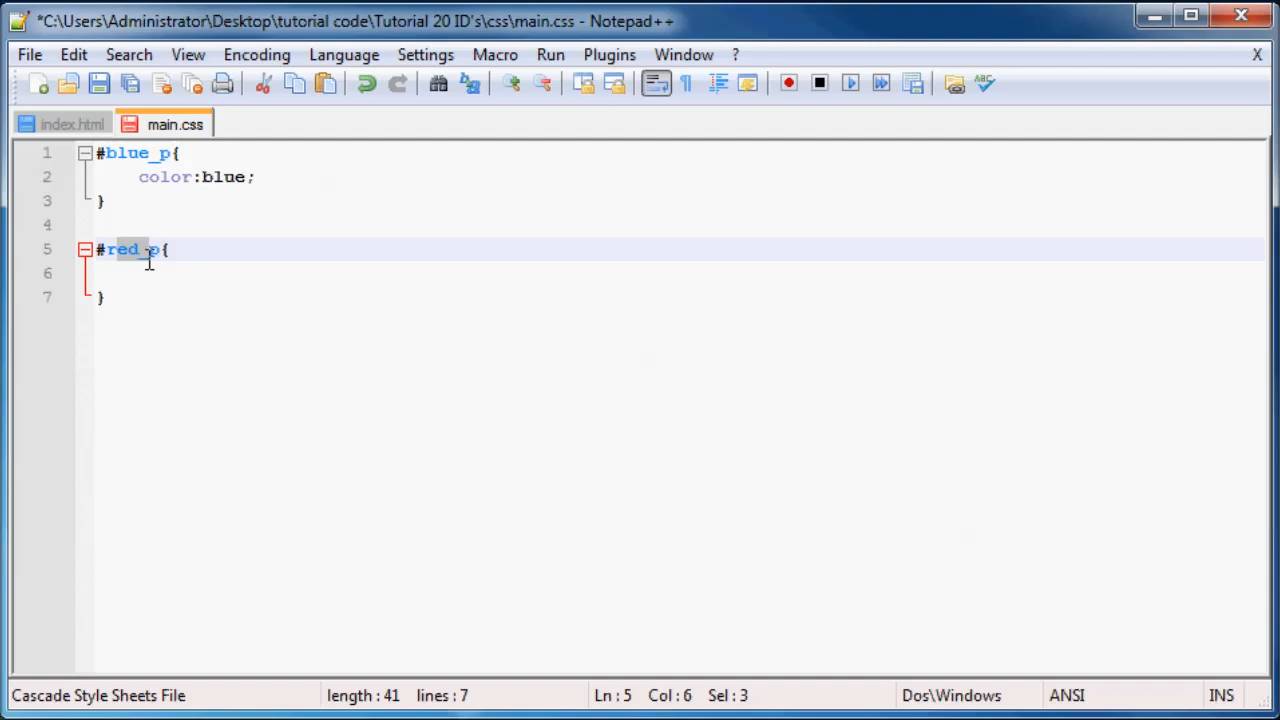 *C:\Users\Administrator\Desktop\tutorial code\Tutorial 20 ID's\css\main.css - Notepad++
File Edit Search View Encoding Language Settings Macro Run Plugins Window ? X
index.html main.css
1 #blue_p{
2 color:blue;
3 }
4
5 #red_p{
6
7 }
Cascade Style Sheets File length : 41 lines : 7 Ln : 5 Col : 6 Sel : 3 Dos\Windows ANSI INS